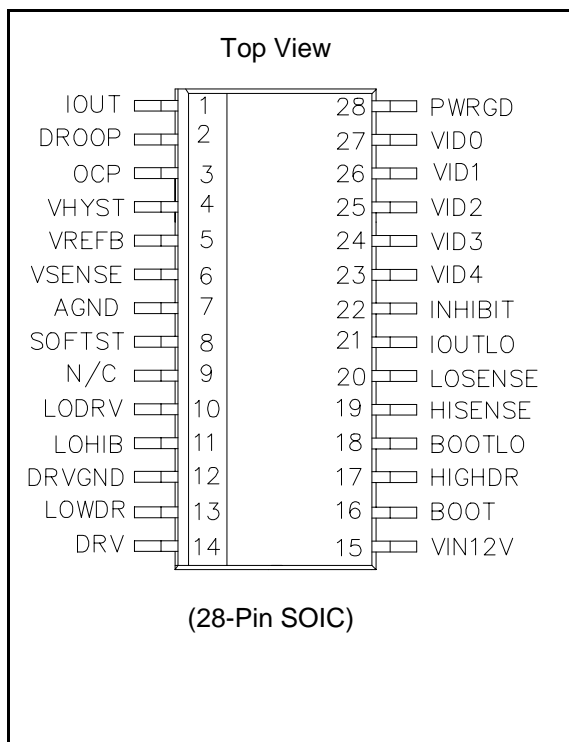 Top View
IOUT 1 28 PWRGD
DROOP 2 27 VID0
OCP 3 26 VID1
VHYST 4 25 VID2
VREFB 5 24 VID3
VSENSE 6 23 VID4
AGND 7 22 INHIBIT
SOFTST 8 21 IOUTLO
N/C 9 20 LOSENSE
LODRV 10 19 HISENSE
LOHIB 11 18 BOOTLO
DRVGND 12 17 HIGHDR
LOWDR 13 16 BOOT
DRV 14 15 VIN12V
(28-Pin SOIC)